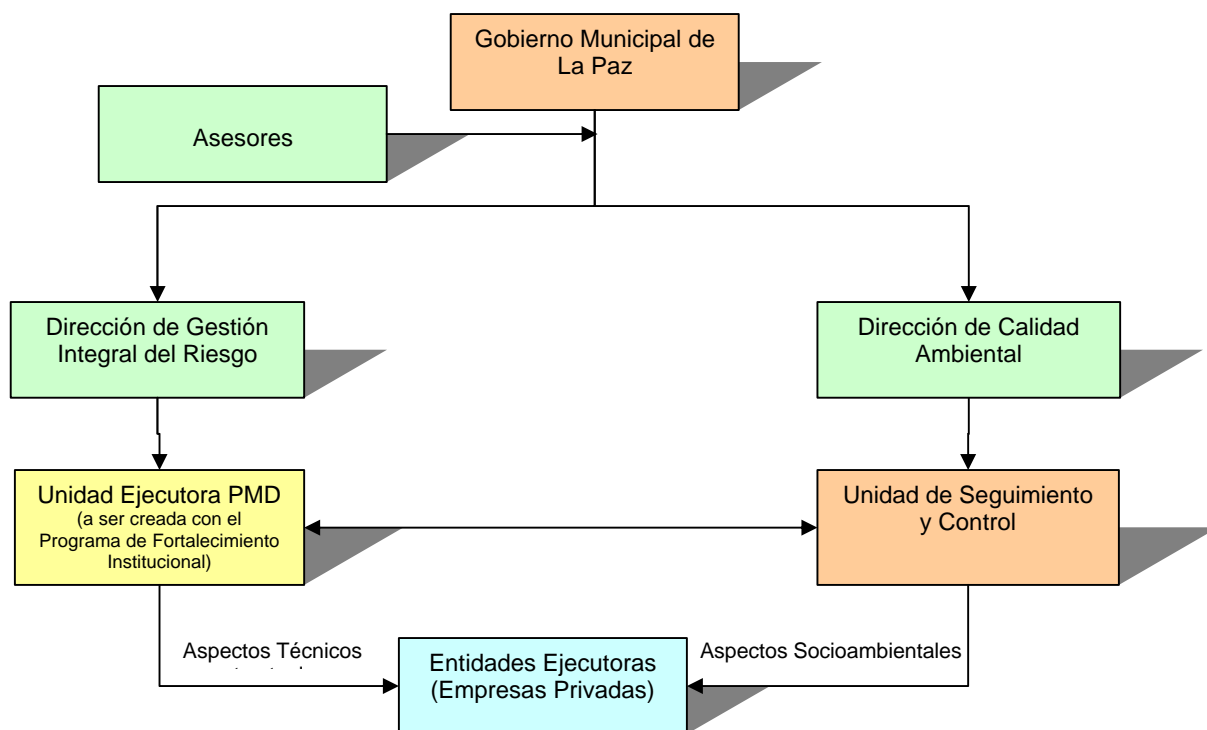 Gobierno Municipal de
La Paz
Asesores
Dirección de Gestión
Integral del Riesgo
Dirección de Calidad
Ambiental
Unidad Ejecutora PMD
(a ser creada con el
Programa de Fortalecimiento
Institucional)
Unidad de Seguimiento
y Control
Aspectos Técnicos
Entidades Ejecutoras
(Empresas Privadas)
Aspectos Socioambientales